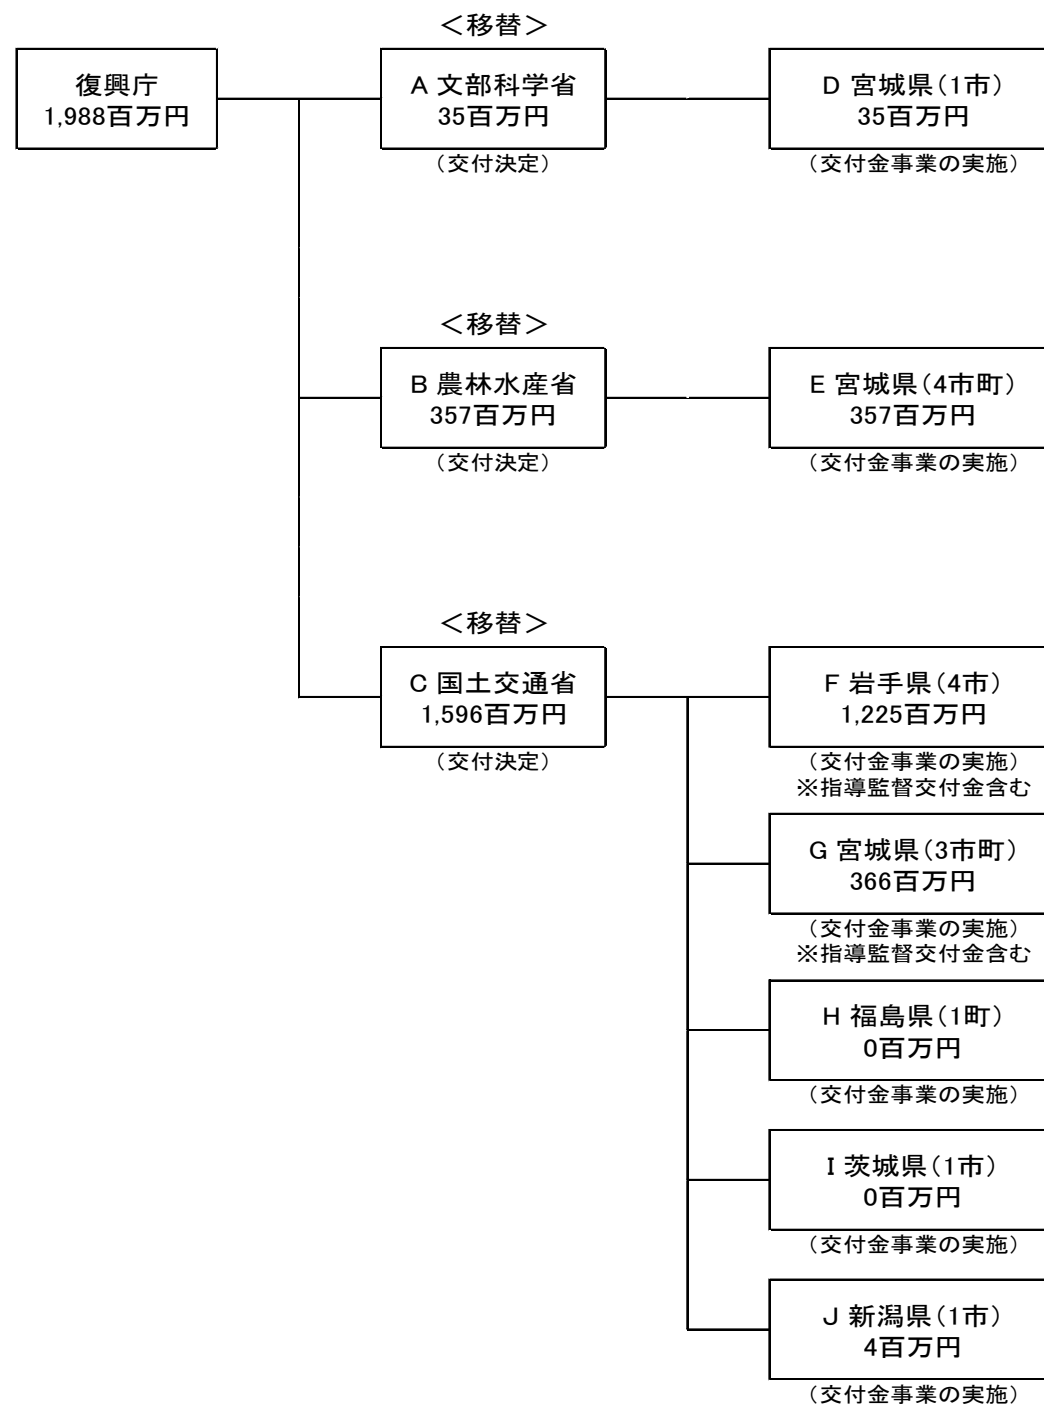 復興庁
1,988百万円
＜移替＞
A 文部科学省
35百万円
（交付決定）
D 宮城県（1市）
35百万円
（交付金事業の実施）
＜移替＞
B 農林水産省
357百万円
（交付決定）
E 宮城県（4市町）
357百万円
（交付金事業の実施）
＜移替＞
C 国土交通省
1,596百万円
（交付決定）
F 岩手県（4市）
1,225百万円
（交付金事業の実施）
※指導監督交付金含む
G 宮城県（3市町）
366百万円
（交付金事業の実施）
※指導監督交付金含む
H 福島県（1町）
0百万円
（交付金事業の実施）
I 茨城県（1市）
0百万円
（交付金事業の実施）
J 新潟県（1市）
4百万円
（交付金事業の実施）